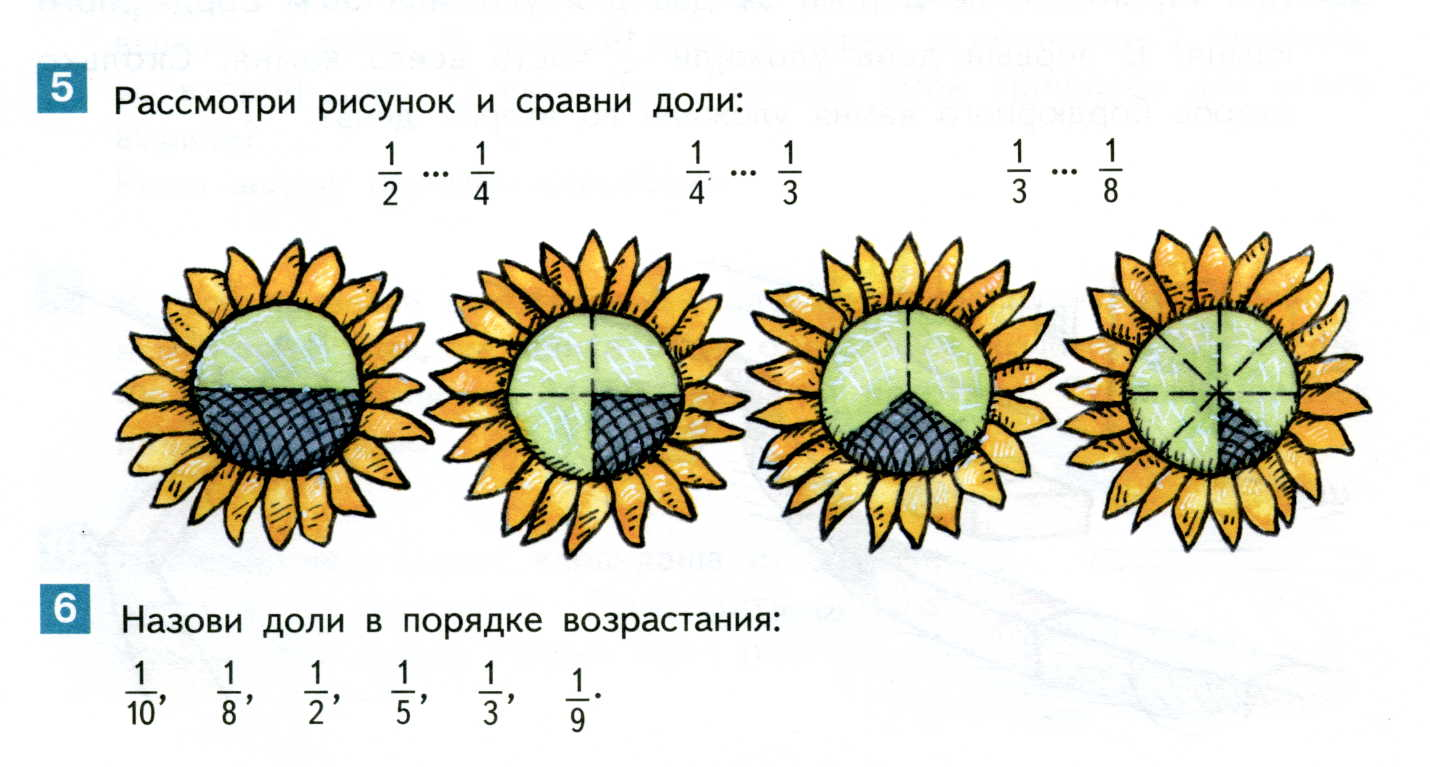 5 Рассмотри рисунок и сравни доли:
1/2 ... 1/4 1/4 ... 1/3 1/3 ... 1/8
6 Назови доли в порядке возрастания:
1/10, 1/8, 1/2, 1/5, 1/3, 1/9.